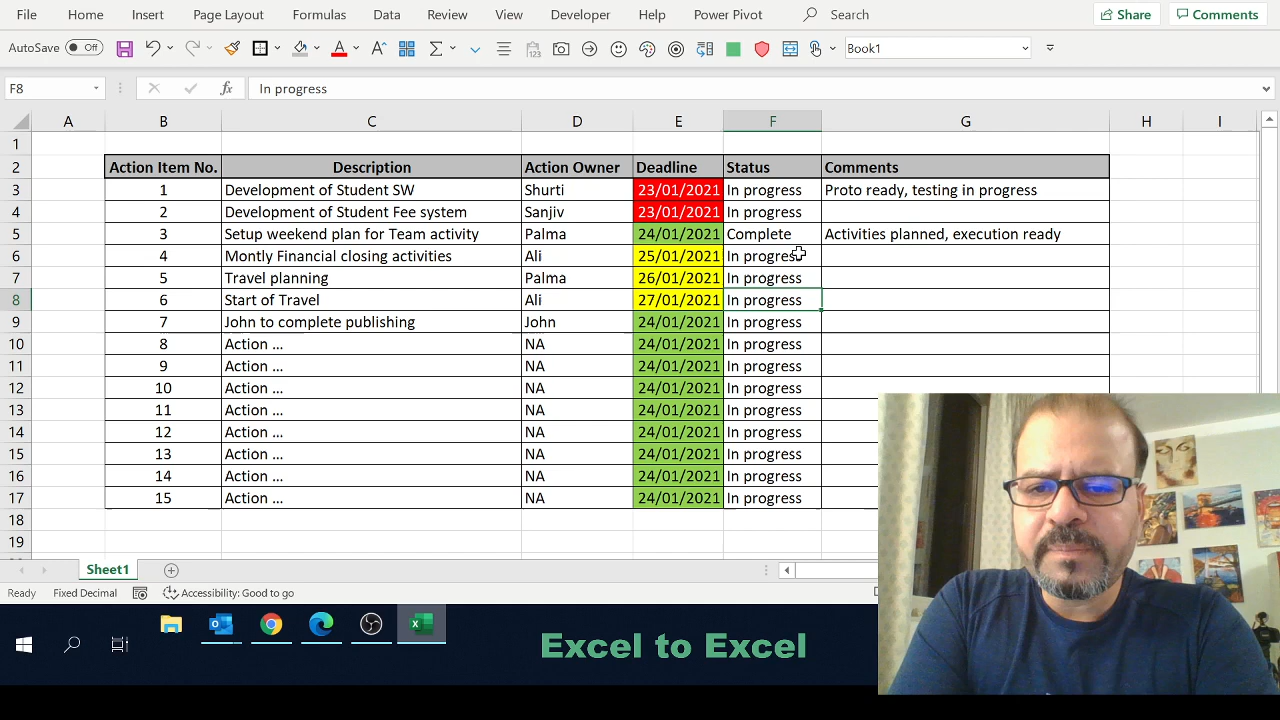 File Home Insert Page Layout Formulas Data Review View Developer Help Power Pivot Search Share Comments
AutoSave Off Book1
F8 fx In progress
A B C D E F G H I
1
2 Action Item No. Description Action Owner Deadline Status Comments
3 1 Development of Student SW Shurti 23/01/2021 In progress Proto ready, testing in progress
4 2 Development of Student Fee system Sanjiv 23/01/2021 In progress
5 3 Setup weekend plan for Team activity Palma 24/01/2021 Complete Activities planned, execution ready
6 4 Montly Financial closing activities Ali 25/01/2021 In progress
7 5 Travel planning Palma 26/01/2021 In progress
8 6 Start of Travel Ali 27/01/2021 In progress
9 7 John to complete publishing John 24/01/2021 In progress
10 8 Action ... NA 24/01/2021 In progress
11 9 Action ... NA 24/01/2021 In progress
12 10 Action ... NA 24/01/2021 In progress
13 11 Action ... NA 24/01/2021 In progress
14 12 Action ... NA 24/01/2021 In progress
15 13 Action ... NA 24/01/2021 In progress
16 14 Action ... NA 24/01/2021 In progress
17 15 Action ... NA 24/01/2021 In progress
18
19
Sheet1
Ready Fixed Decimal Accessibility: Good to go
Excel to Excel